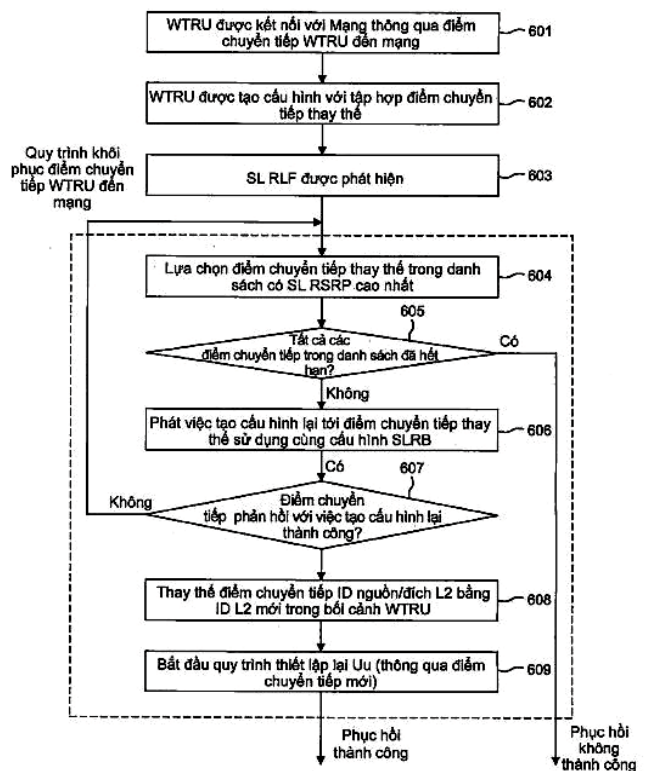 WTRU được kết nối với Mạng thông qua điểm
chuyển tiếp WTRU đến mạng
601
WTRU được tạo cấu hình với tập hợp điểm chuyển
tiếp thay thế
602
Quy trình khôi
phục điểm chuyển
tiếp WTRU đến
mạng
SL RLF được phát hiện
603
Lựa chọn điểm chuyển tiếp thay thế trong danh
sách có SL RSRP cao nhất
604
605
Tất cả các
điểm chuyển tiếp trong danh sách đã hết
hạn?
Có
Không
Phát việc tạo cấu hình lại tới điểm chuyển tiếp thay
thế sử dụng cùng cấu hình SLRB
606
Có
607
Không
Điểm chuyển
tiếp phản hồi với việc tạo cấu hình lại
thành công?
Thay thế điểm chuyển tiếp ID nguồn/đích L2 bằng
ID L2 mới trong bối cảnh WTRU
608
Bắt đầu quy trình thiết lập lại Uu (thông qua điểm
chuyển tiếp mới)
609
Phục hồi
thành công
Phục hồi
không
thành công